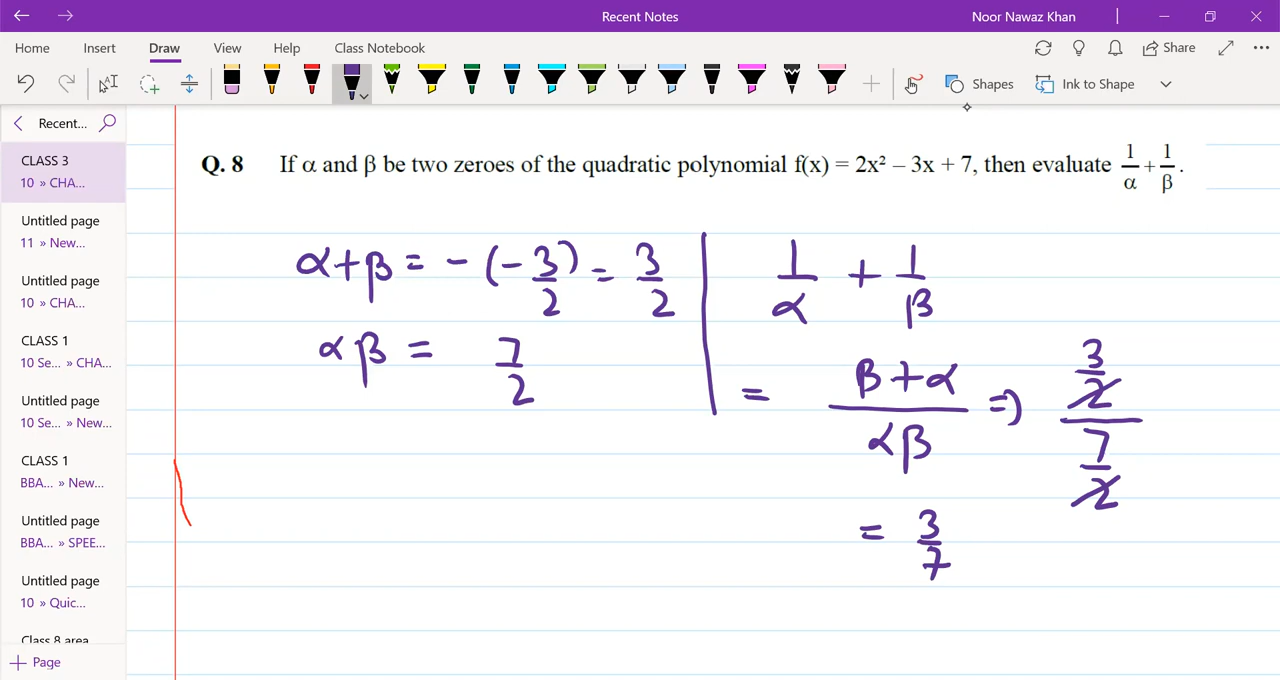 Recent Notes
Noor Nawaz Khan
Home Insert Draw View Help Class Notebook
Share
Shapes
Ink to Shape
Recent...
CLASS 3
10 » CHA...
Untitled page
11 » New...
Untitled page
10 » CHA...
CLASS 1
10 Se... » CHA...
Untitled page
10 Se... » New...
CLASS 1
BBA... » New...
Untitled page
BBA... » SPEE...
Untitled page
10 » Quic...
Class 8 area
+ Page
Q. 8 If α and β be two zeroes of the quadratic polynomial f(x) = 2x² – 3x + 7, then evaluate 1/α + 1/β.
α+β = -(-3/2) = 3/2
αβ = 7/2
1/α + 1/β
= (β+α)/(αβ) ⇒ (3/2)/(7/2)
= 3/7